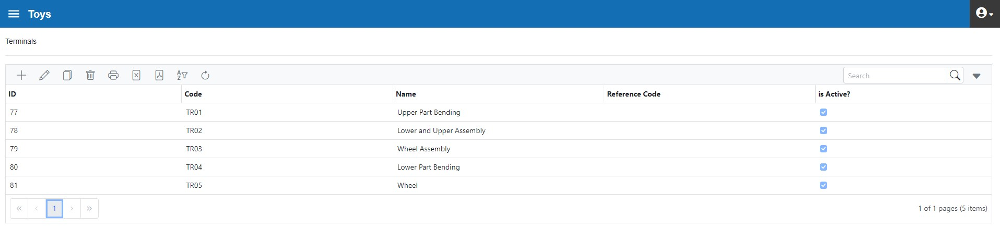 Toys
Terminals
Search
ID Code Name Reference Code is Active?
77 TR01 Upper Part Bending
78 TR02 Lower and Upper Assembly
79 TR03 Wheel Assembly
80 TR04 Lower Part Bending
81 TR05 Wheel
« ‹ 1 › » 1 of 1 pages (5 items)